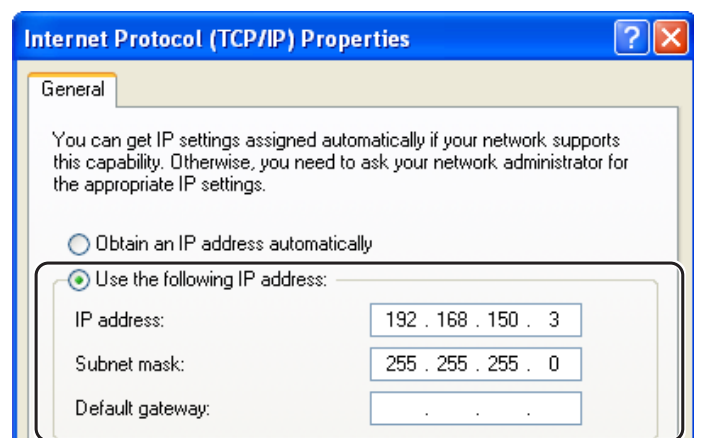 Internet Protocol (TCP/IP) Properties
General
You can get IP settings assigned automatically if your network supports
this capability. Otherwise, you need to ask your network administrator for
the appropriate IP settings.
Obtain an IP address automatically
Use the following IP address:
IP address: 192 . 168 . 150 . 3
Subnet mask: 255 . 255 . 255 . 0
Default gateway: . . .